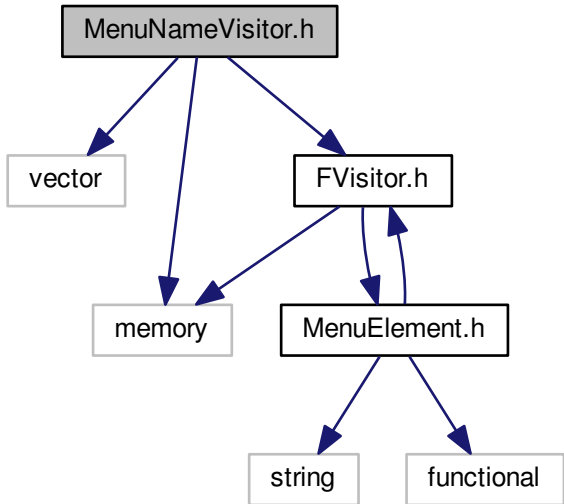 MenuNameVisitor.h
vector
FVisitor.h
memory
MenuElement.h
string
functional